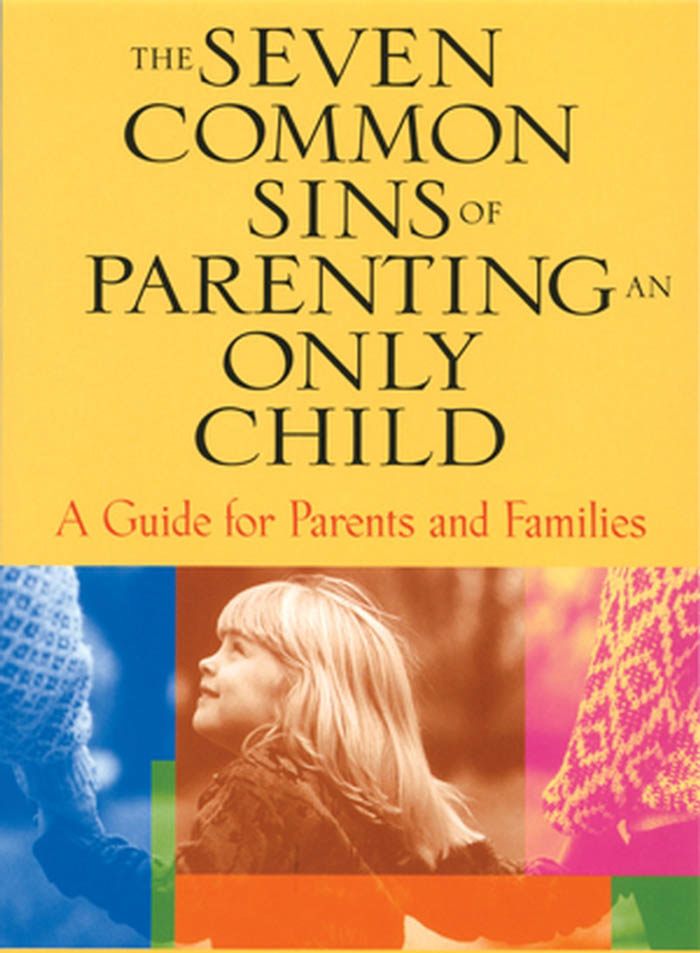 THE SEVEN
COMMON
SINS OF
PARENTING AN
ONLY
CHILD
A Guide for Parents and Families